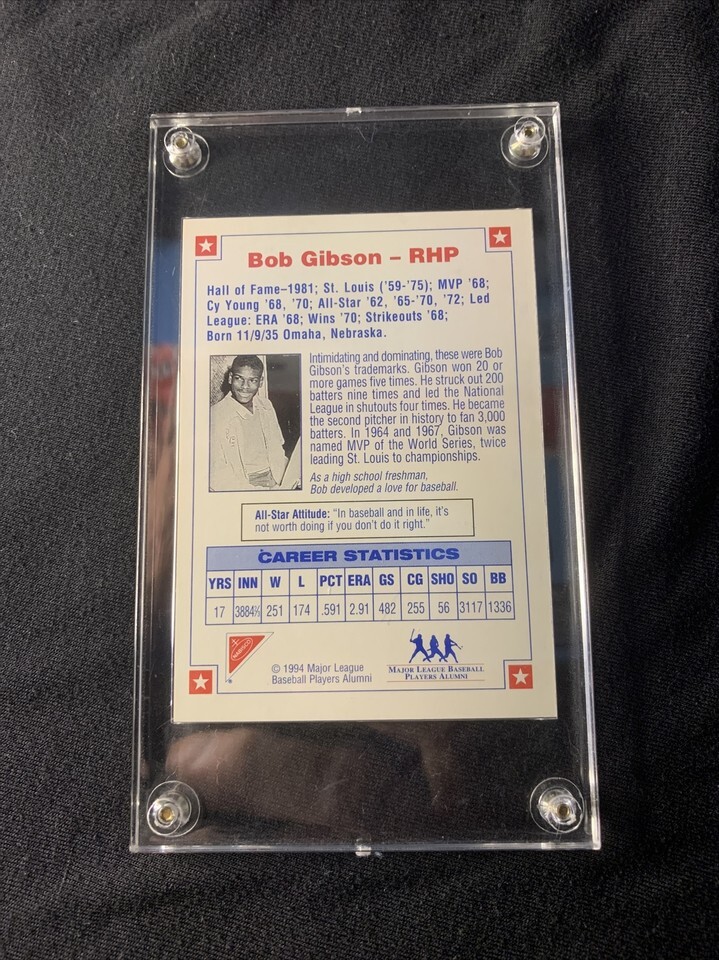 Bob Gibson – RHP
Hall of Fame–1981; St. Louis ('59-'75); MVP '68;
Cy Young '68, '70; All-Star '62, '65-'70, '72; Led
League: ERA '68; Wins '70; Strikeouts '68;
Born 11/9/35 Omaha, Nebraska.
Intimidating and dominating, these were Bob
Gibson's trademarks. Gibson won 20 or
more games five times. He struck out 200
batters nine times and led the National
League in shutouts four times. He became
the second pitcher in history to fan 3,000
batters. In 1964 and 1967, Gibson was
named MVP of the World Series, twice
leading St. Louis to championships.
As a high school freshman,
Bob developed a love for baseball.
All-Star Attitude: "In baseball and in life, it's
not worth doing if you don't do it right."
CAREER STATISTICS
YRS INN W L PCT ERA GS CG SHO SO BB
17 3884⅓ 251 174 .591 2.91 482 255 56 3117 1336
NABISCO
© 1994 Major League
Baseball Players Alumni
MAJOR LEAGUE BASEBALL
PLAYERS ALUMNI